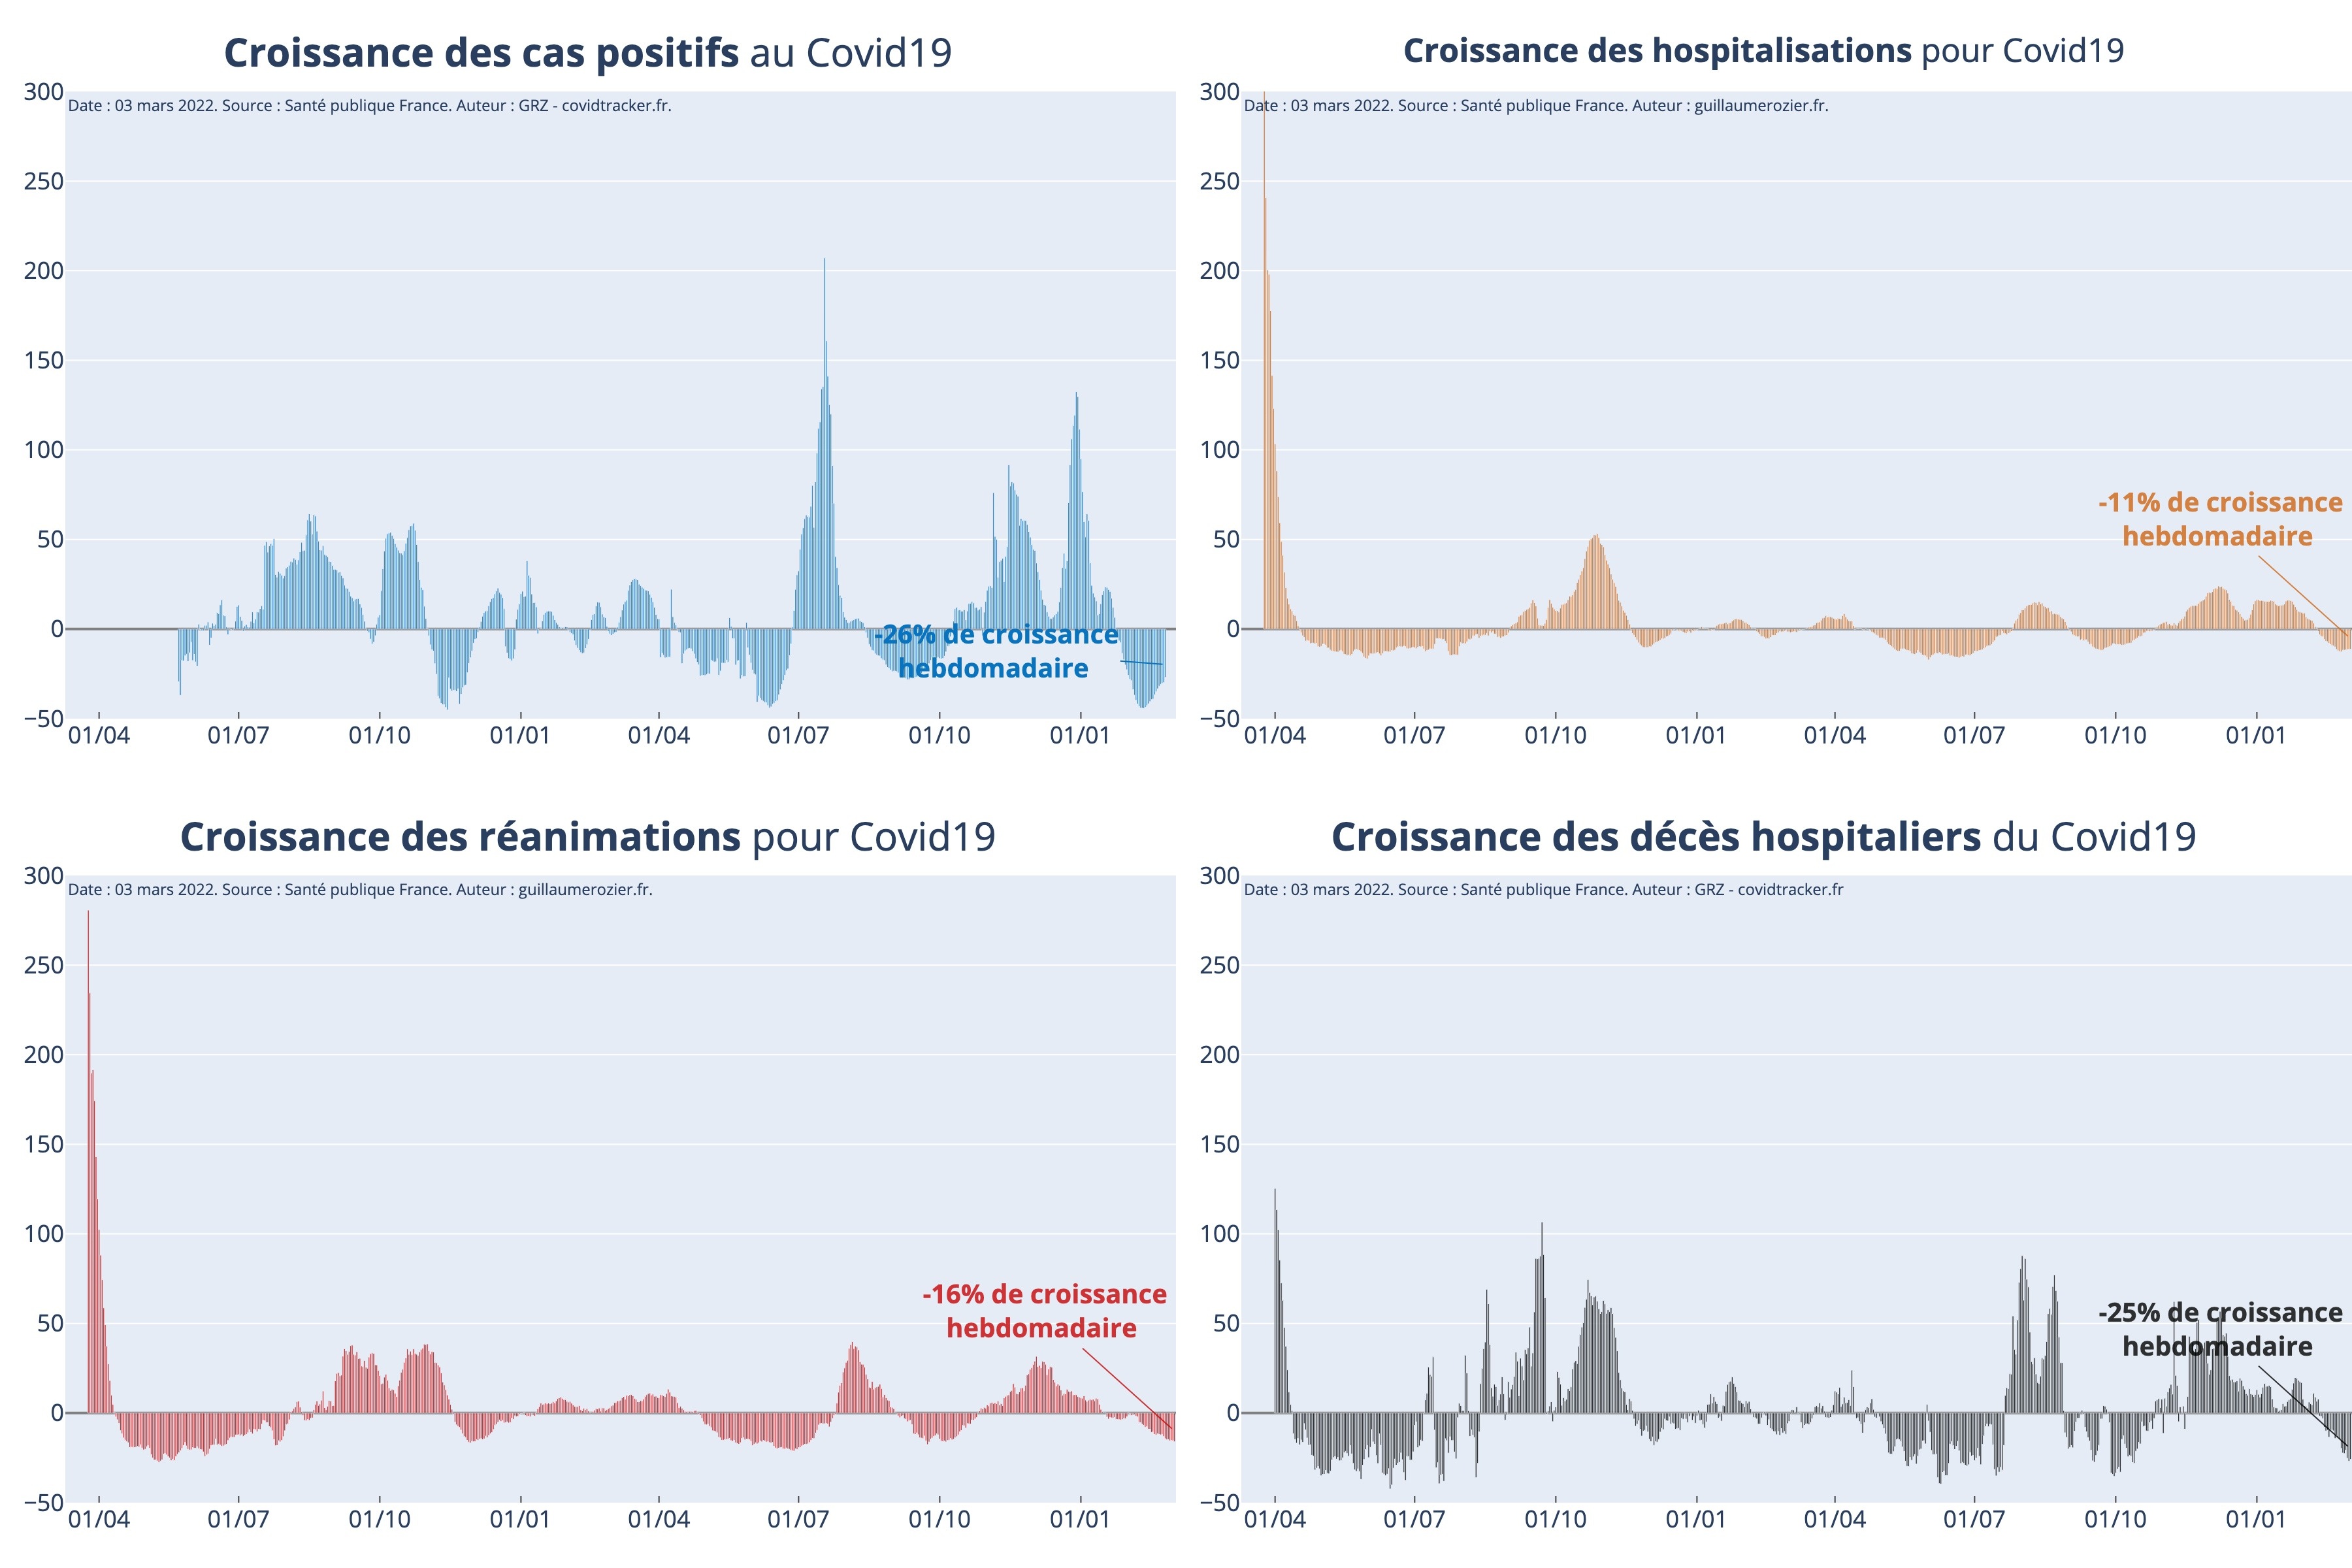 Croissance des cas positifs au Covid19
Date : 03 mars 2022. Source : Santé publique France. Auteur : GRZ - covidtracker.fr.
300
250
200
150
100
50
0
−50
-26% de croissance
hebdomadaire
01/04 01/07 01/10 01/01 01/04 01/07 01/10 01/01
Croissance des hospitalisations pour Covid19
Date : 03 mars 2022. Source : Santé publique France. Auteur : guillaumerozier.fr.
300
250
200
150
100
50
0
−50
-11% de croissance
hebdomadaire
01/04 01/07 01/10 01/01 01/04 01/07 01/10 01/01
Croissance des réanimations pour Covid19
Date : 03 mars 2022. Source : Santé publique France. Auteur : guillaumerozier.fr.
300
250
200
150
100
50
0
−50
-16% de croissance
hebdomadaire
01/04 01/07 01/10 01/01 01/04 01/07 01/10 01/01
Croissance des décès hospitaliers du Covid19
Date : 03 mars 2022. Source : Santé publique France. Auteur : GRZ - covidtracker.fr
300
250
200
150
100
50
0
−50
-25% de croissance
hebdomadaire
01/04 01/07 01/10 01/01 01/04 01/07 01/10 01/01